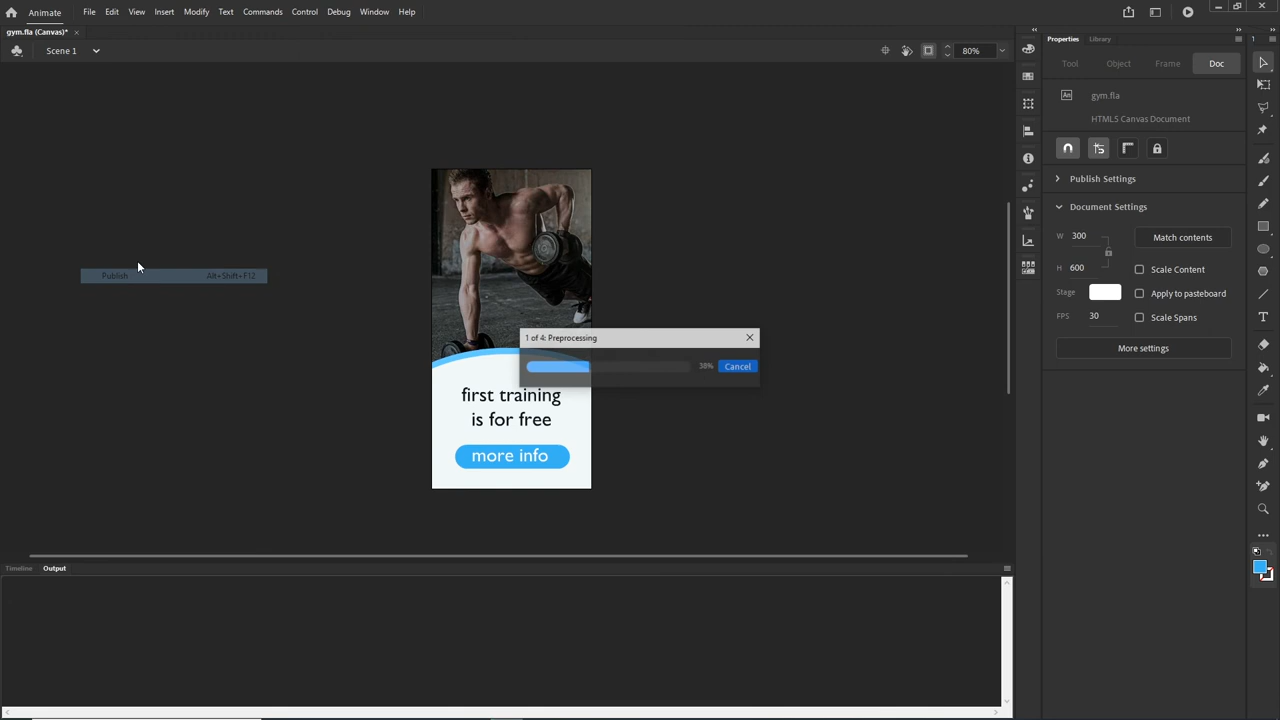 Animate
File Edit View Insert Modify Text Commands Control Debug Window Help
gym.fla (Canvas)*
Scene 1
80%
Properties Library
Tool Object Frame Doc
An
gym.fla
HTML5 Canvas Document
Publish Settings
Document Settings
W 300
Match contents
H 600
Scale Content
Stage
Apply to pasteboard
FPS 30
Scale Spans
More settings
Publish Alt+Shift+F12
1 of 4: Preprocessing
38% Cancel
first training
is for free
more info
Timeline Output